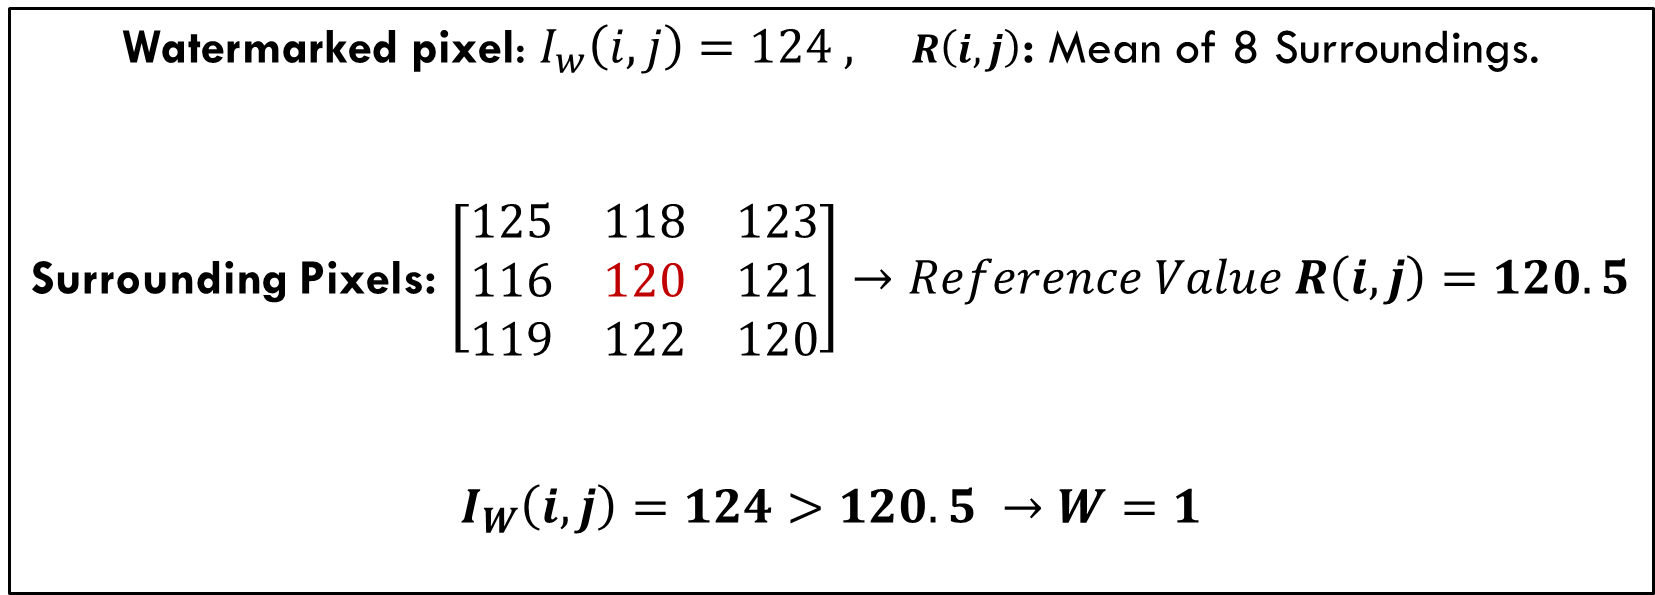 Watermarked pixel: I_w(i,j) = 124 , R(i,j): Mean of 8 Surroundings.
125 118 123
Surrounding Pixels: 116 120 121 → Reference Value R(i,j) = 120.5
119 122 120
I_W(i,j) = 124 > 120.5 → W = 1